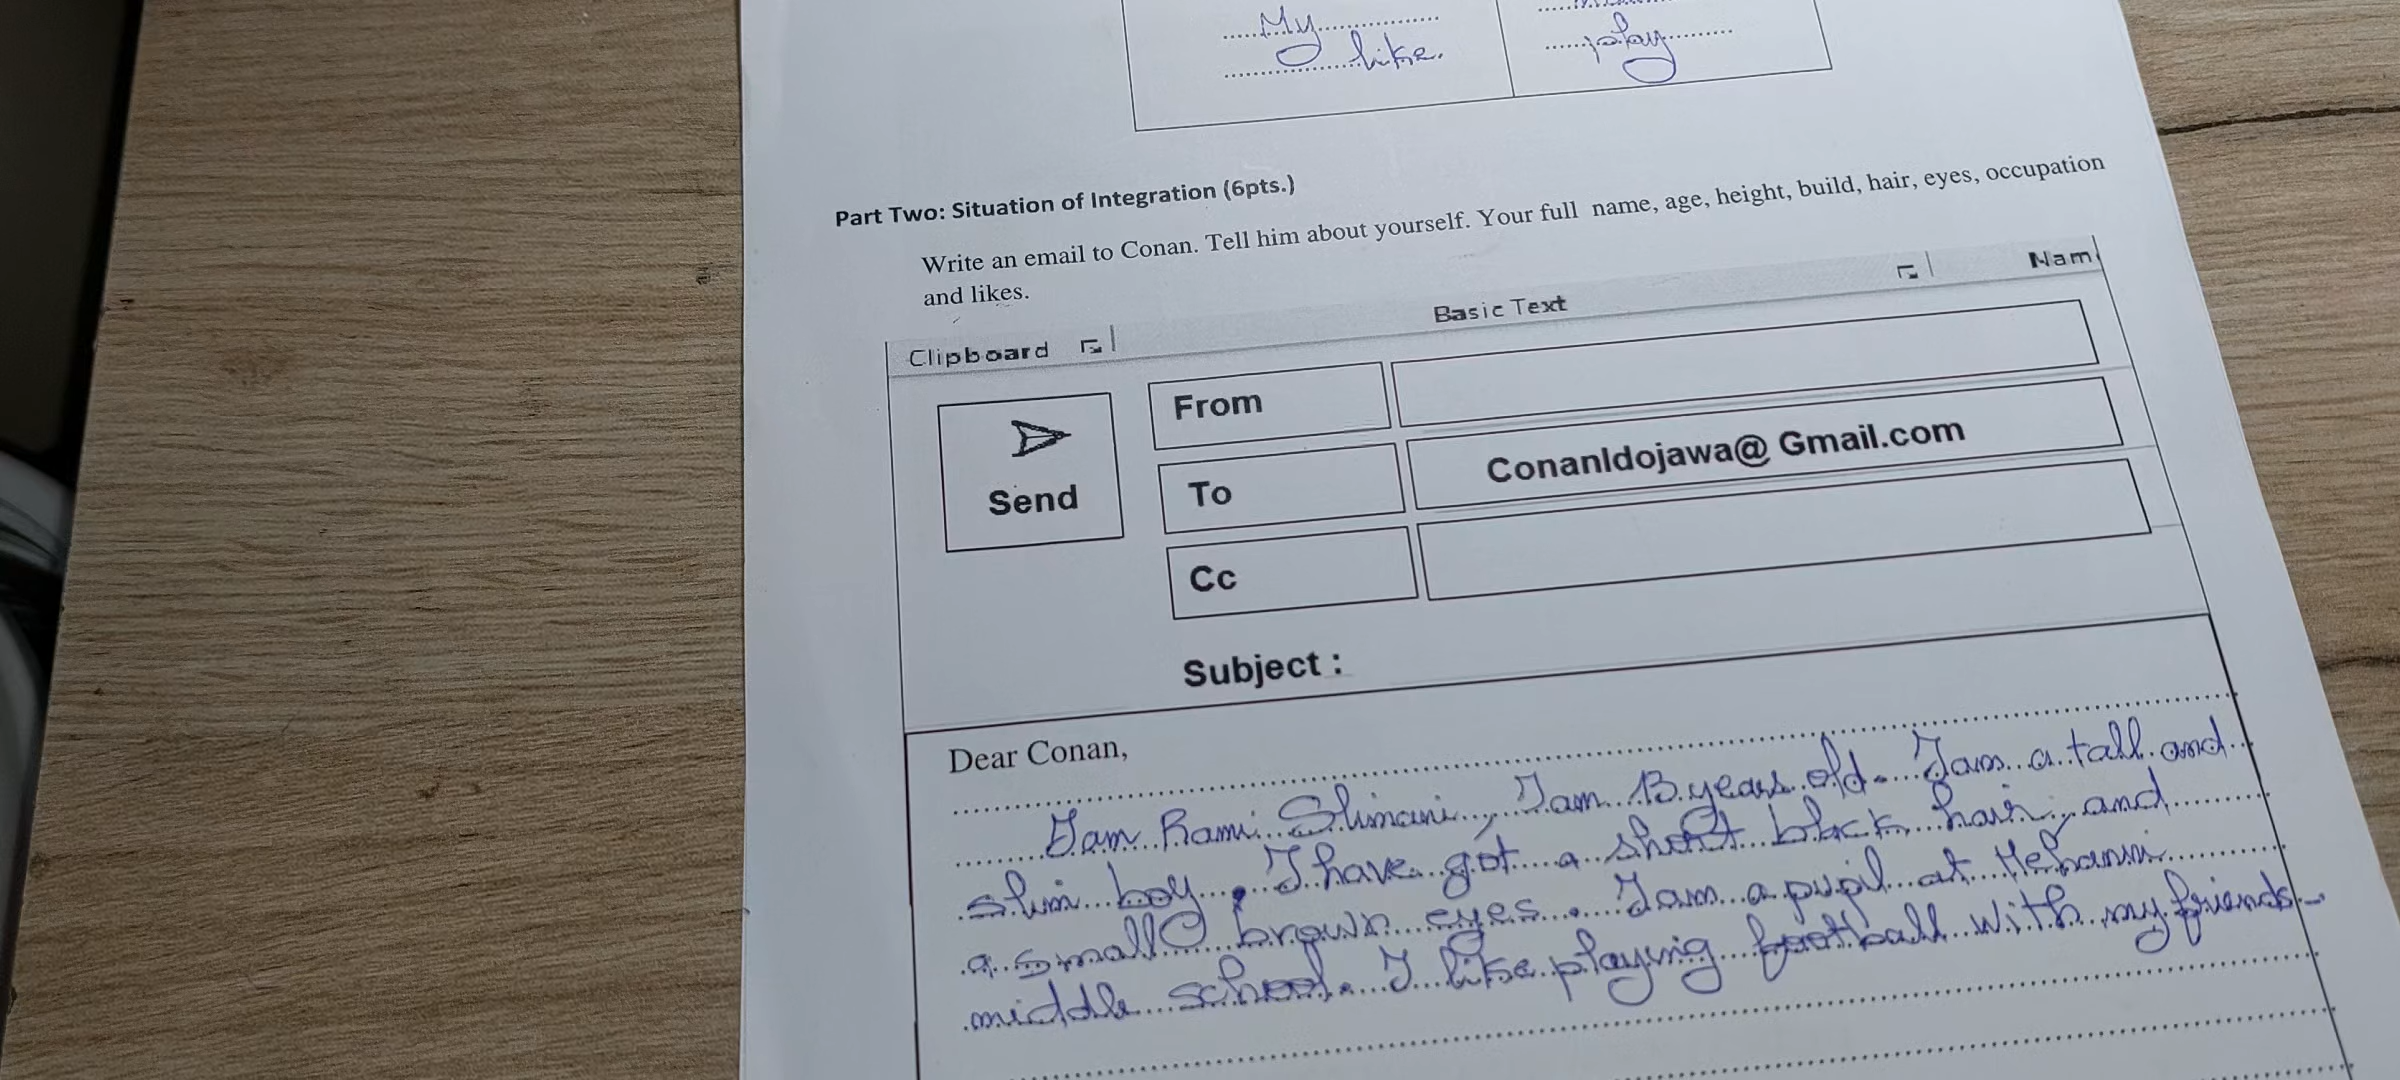 My
like.
play
Part Two: Situation of Integration (6pts.)
Write an email to Conan. Tell him about yourself. Your full name, age, height, build, hair, eyes, occupation
and likes.
Clipboard
Basic Text
Nam
Send
From
To
ConanIdojawa@ Gmail.com
Cc
Subject :
Dear Conan,
I am Rami Slimani, I am 13 years old. I am a tall and
slim boy. I have got a short black hair, and
a small brown eyes. I am a pupil at
middle school. I like playing football with my friends.